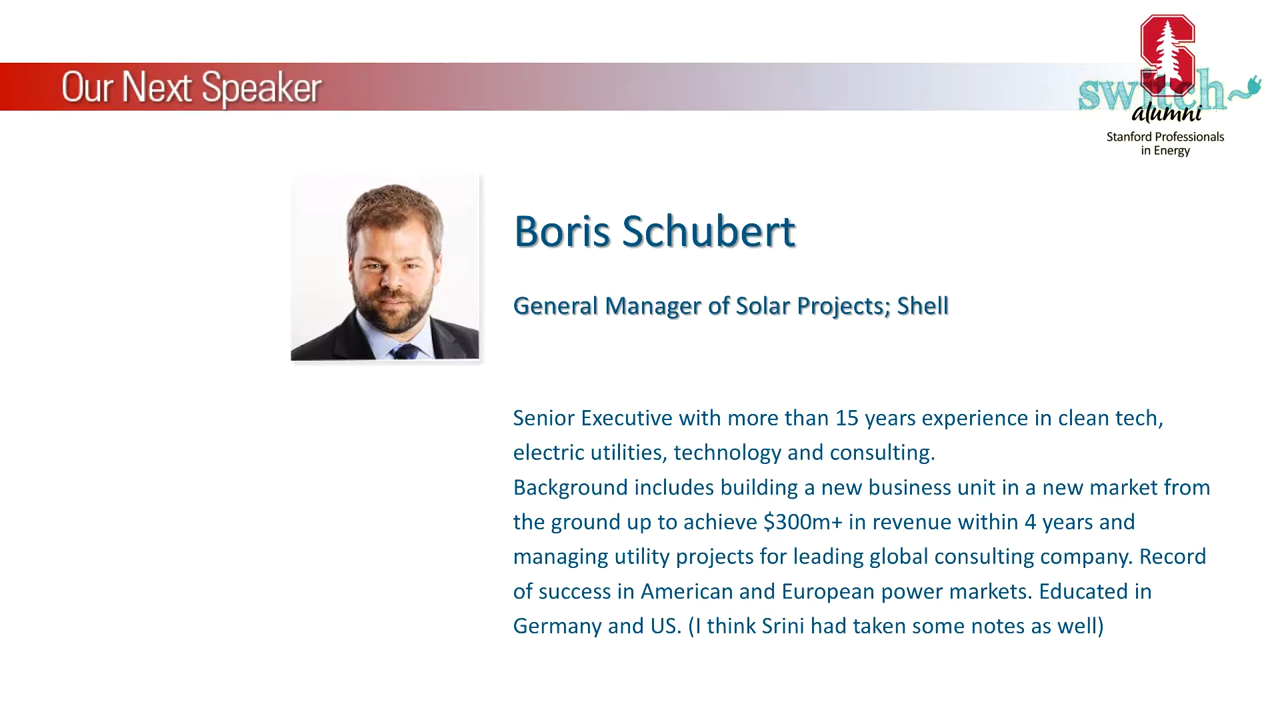 Our Next Speaker
S
switch
alumni
Stanford Professionals
in Energy
Boris Schubert
General Manager of Solar Projects; Shell
Senior Executive with more than 15 years experience in clean tech,
electric utilities, technology and consulting.
Background includes building a new business unit in a new market from
the ground up to achieve $300m+ in revenue within 4 years and
managing utility projects for leading global consulting company. Record
of success in American and European power markets. Educated in
Germany and US. (I think Srini had taken some notes as well)